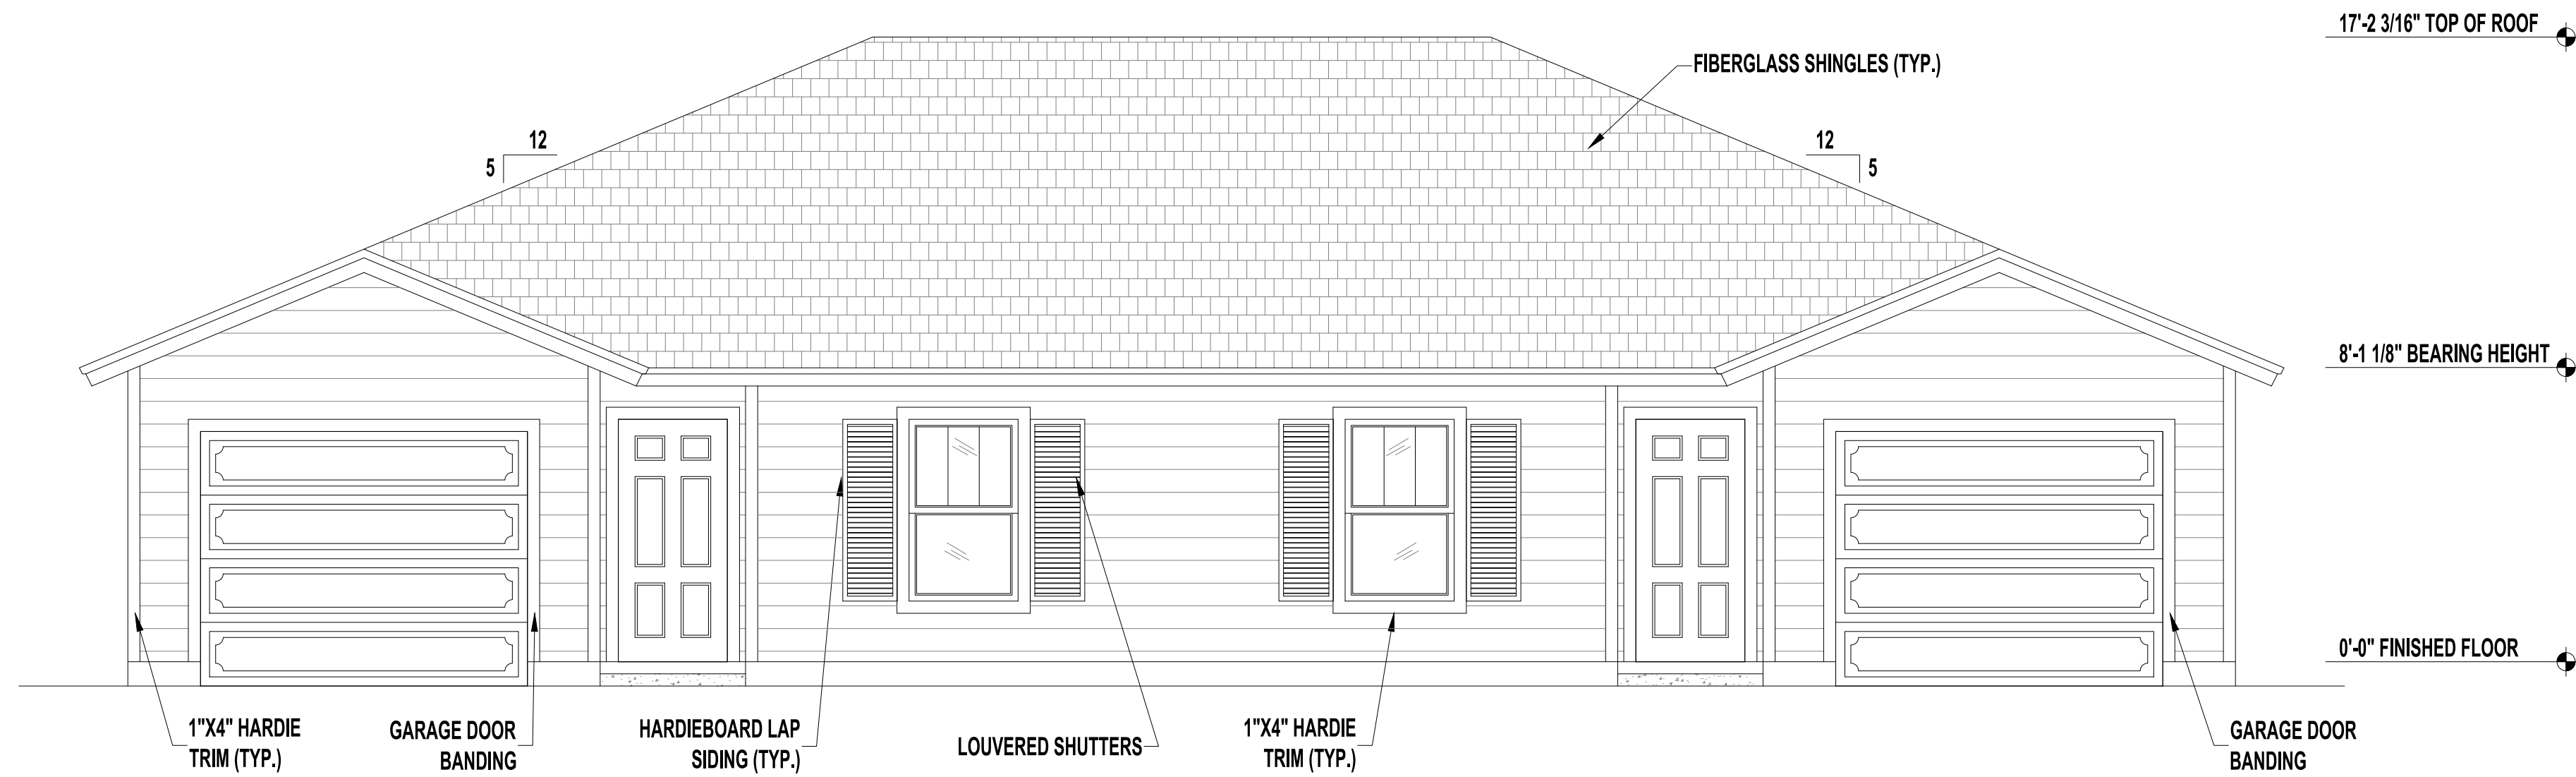 17'-2 3/16" TOP OF ROOF
FIBERGLASS SHINGLES (TYP.)
12
5
12
5
8'-1 1/8" BEARING HEIGHT
0'-0" FINISHED FLOOR
1"X4" HARDIE
TRIM (TYP.)
GARAGE DOOR
BANDING
HARDIEBOARD LAP
SIDING (TYP.)
LOUVERED SHUTTERS
1"X4" HARDIE
TRIM (TYP.)
GARAGE DOOR
BANDING